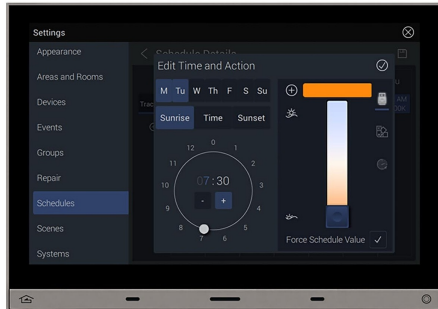 Settings
Appearance
Schedule Details
Edit Time and Action
Areas and Rooms
M Tu W Th F S Su
Devices
Sunrise Time Sunset
Events
Groups
12 0 1
11 2
10 07:30 3
9 4
- +
8 7 6 5
Repair
Schedules
Scenes
Force Schedule Value
Systems